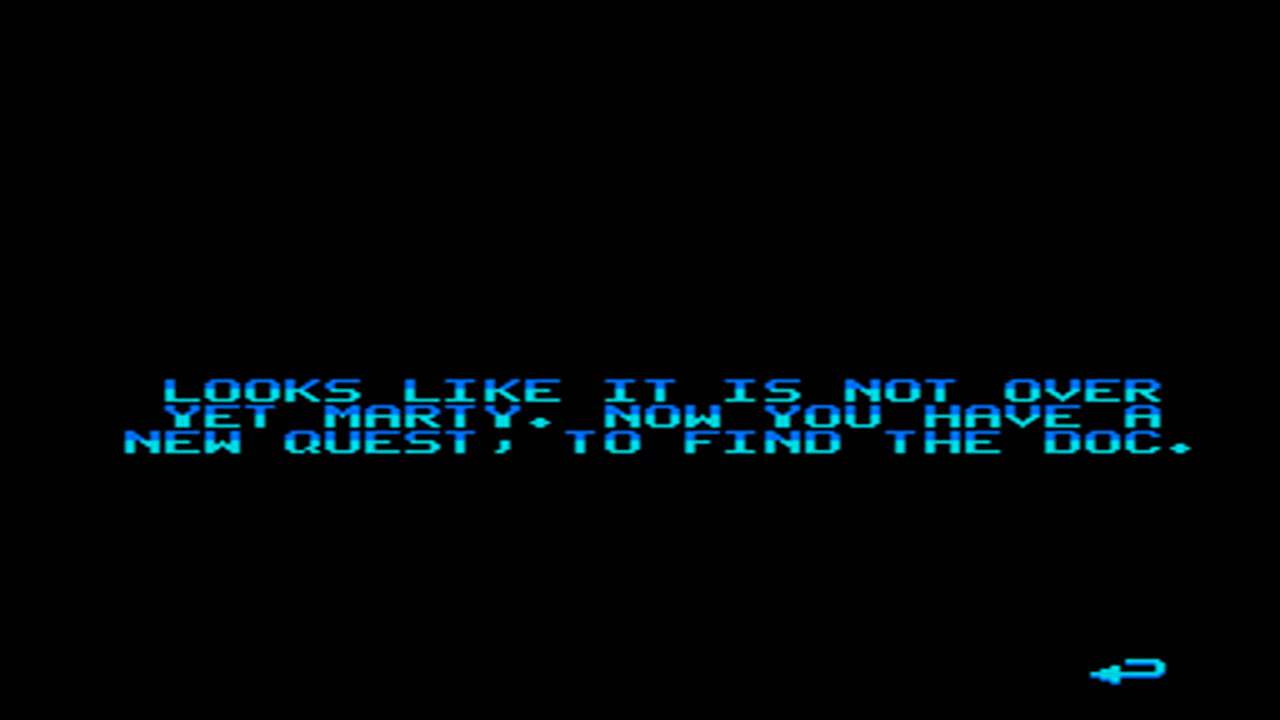 LOOKS LIKE IT IS NOT OVER
YET MARTY. NOW YOU HAVE A
NEW QUEST, TO FIND THE DOC.